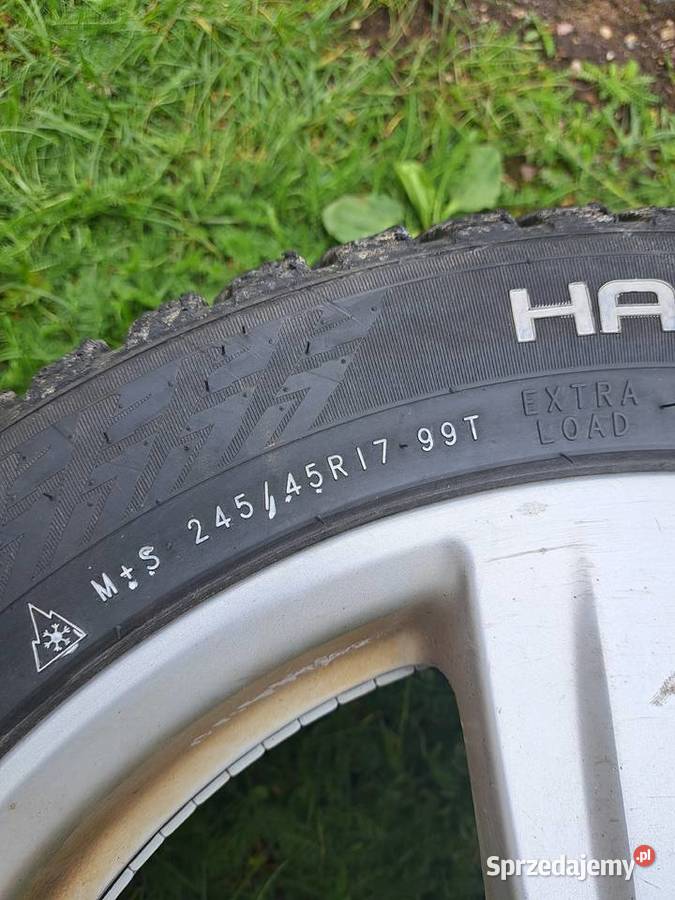 HA
EXTRA
LOAD
M+S 245/45R17 99T
Sprzedajemy.pl